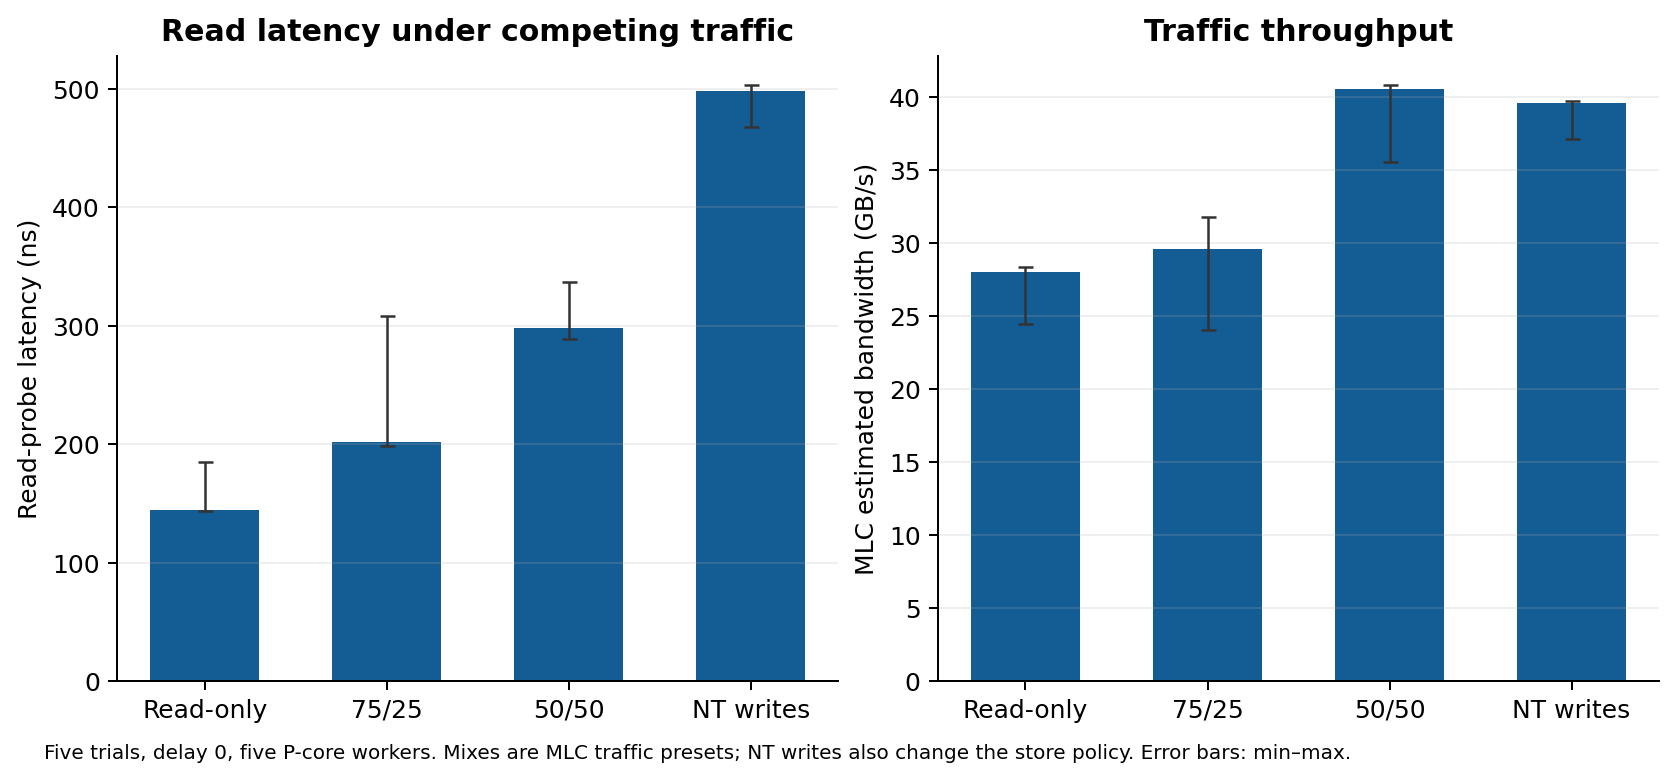 Read latency under competing traffic
Read-probe latency (ns)
500
400
300
200
100
0
Read-only 75/25 50/50 NT writes
Traffic throughput
MLC estimated bandwidth (GB/s)
40
35
30
25
20
15
10
5
0
Read-only 75/25 50/50 NT writes
Five trials, delay 0, five P-core workers. Mixes are MLC traffic presets; NT writes also change the store policy. Error bars: min–max.